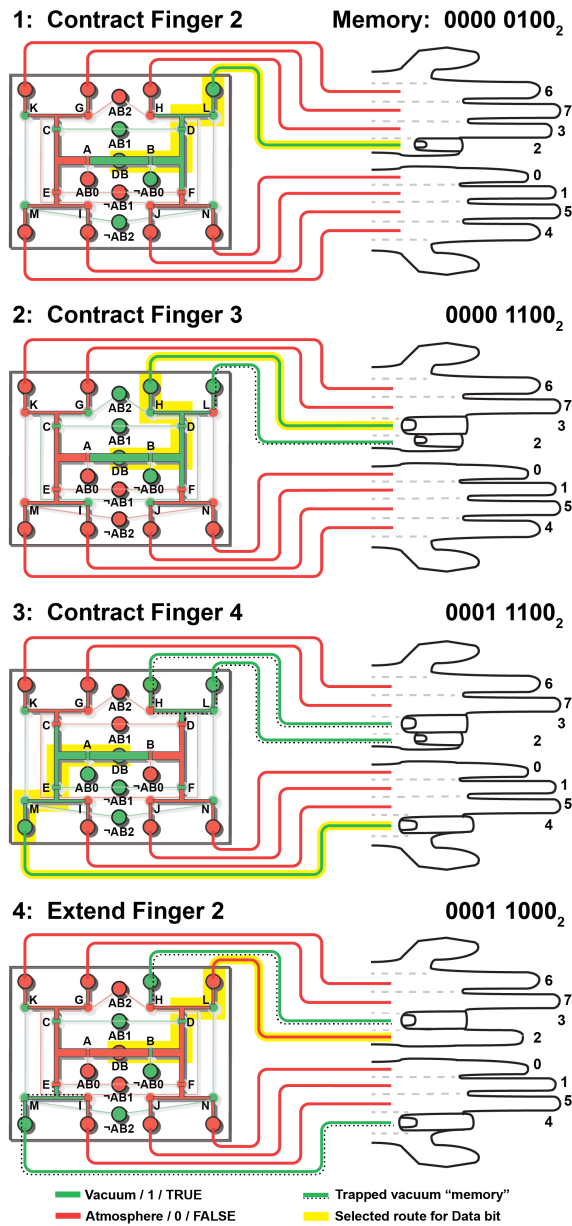 1: Contract Finger 2 Memory: 0000 0100₂
K G AB2 H L 6
C AB1 D 7
3
A B 2
DB
E AB0 ¬AB0 F 0
¬AB1 1
M I J N 5
¬AB2 4
2: Contract Finger 3 0000 1100₂
K G AB2 H L 6
C AB1 D 7
3
A B 2
DB
E AB0 ¬AB0 F 0
¬AB1 1
M I J N 5
¬AB2 4
3: Contract Finger 4 0001 1100₂
K G AB2 H L 6
C AB1 D 7
3
A B 2
DB
E AB0 ¬AB0 F 0
¬AB1 1
M I J N 5
¬AB2 4
4: Extend Finger 2 0001 1000₂
K G AB2 H L 6
C AB1 D 7
3
A B 2
DB
E AB0 ¬AB0 F 0
¬AB1 1
M I J N 5
¬AB2 4
Vacuum / 1 / TRUE Trapped vacuum “memory”
Atmosphere / 0 / FALSE Selected route for Data bit